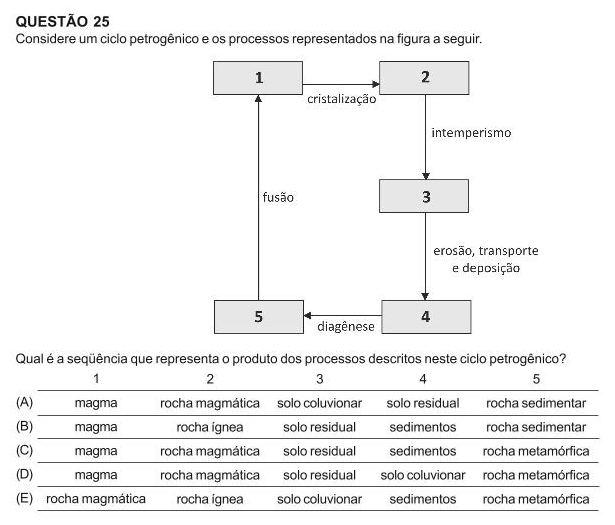 QUESTÃO 25
Considere um ciclo petrogênico e os processos representados na figura a seguir.
1
2
cristalização
intemperismo
3
fusão
erosão, transporte
e deposição
5
4
diagênese
Qual é a seqüência que representa o produto dos processos descritos neste ciclo petrogênico?
1 2 3 4 5
(A) magma rocha magmática solo coluvionar solo residual rocha sedimentar
(B) magma rocha ígnea solo residual sedimentos rocha sedimentar
(C) magma rocha magmática solo residual sedimentos rocha metamórfica
(D) magma rocha magmática solo residual solo coluvionar rocha metamórfica
(E) rocha magmática rocha ígnea solo coluvionar sedimentos rocha metamórfica